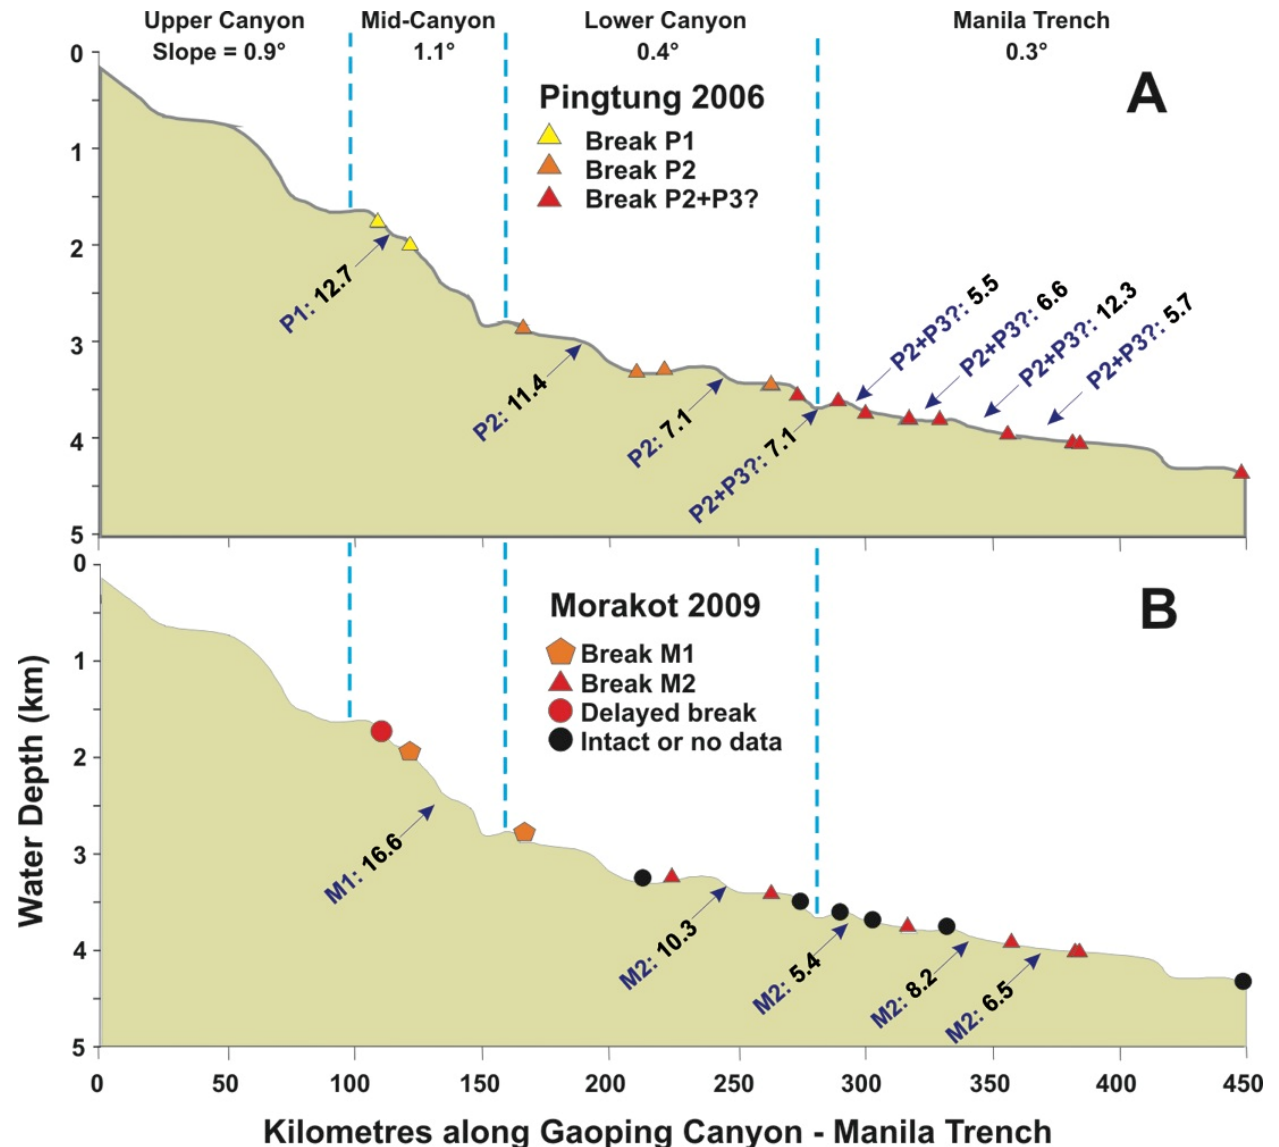 Upper Canyon Mid-Canyon Lower Canyon Manila Trench
Slope = 0.9° 1.1° 0.4° 0.3°
A
Pingtung 2006
Break P1
Break P2
Break P2+P3?
0
1
2
3
4
5
P1: 12.7
P2: 11.4
P2: 7.1
P2+P3?: 7.1
P2+P3?: 5.5
P2+P3?: 6.6
P2+P3?: 12.3
P2+P3?: 5.7
B
Morakot 2009
Break M1
Break M2
Delayed break
Intact or no data
Water Depth (km)
0
1
2
3
4
5
M1: 16.6
M2: 10.3
M2: 5.4
M2: 8.2
M2: 6.5
0 50 100 150 200 250 300 350 400 450
Kilometres along Gaoping Canyon - Manila Trench